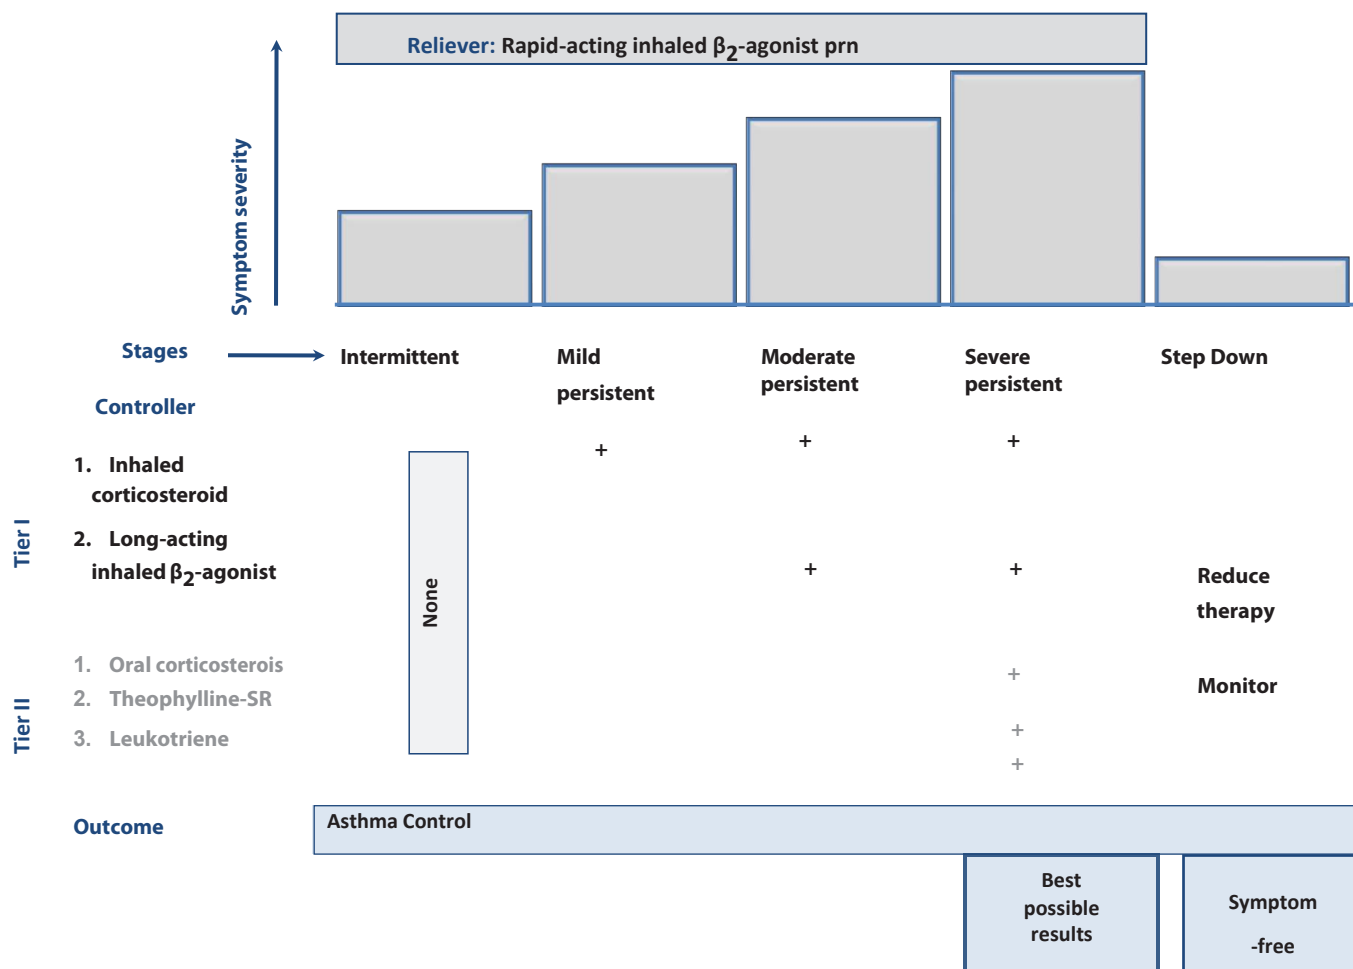 Reliever: Rapid-acting inhaled β2-agonist prn
Symptom severity
Stages
Intermittent
Mild
persistent
Moderate
persistent
Severe
persistent
Step Down
Controller
Tier I
1. Inhaled
corticosteroid
+
+
+
2. Long-acting
inhaled β2-agonist
+
+
None
Reduce
therapy
Tier II
1. Oral corticosterois
2. Theophylline-SR
3. Leukotriene
+
+
+
Monitor
Outcome
Asthma Control
Best
possible
results
Symptom
-free